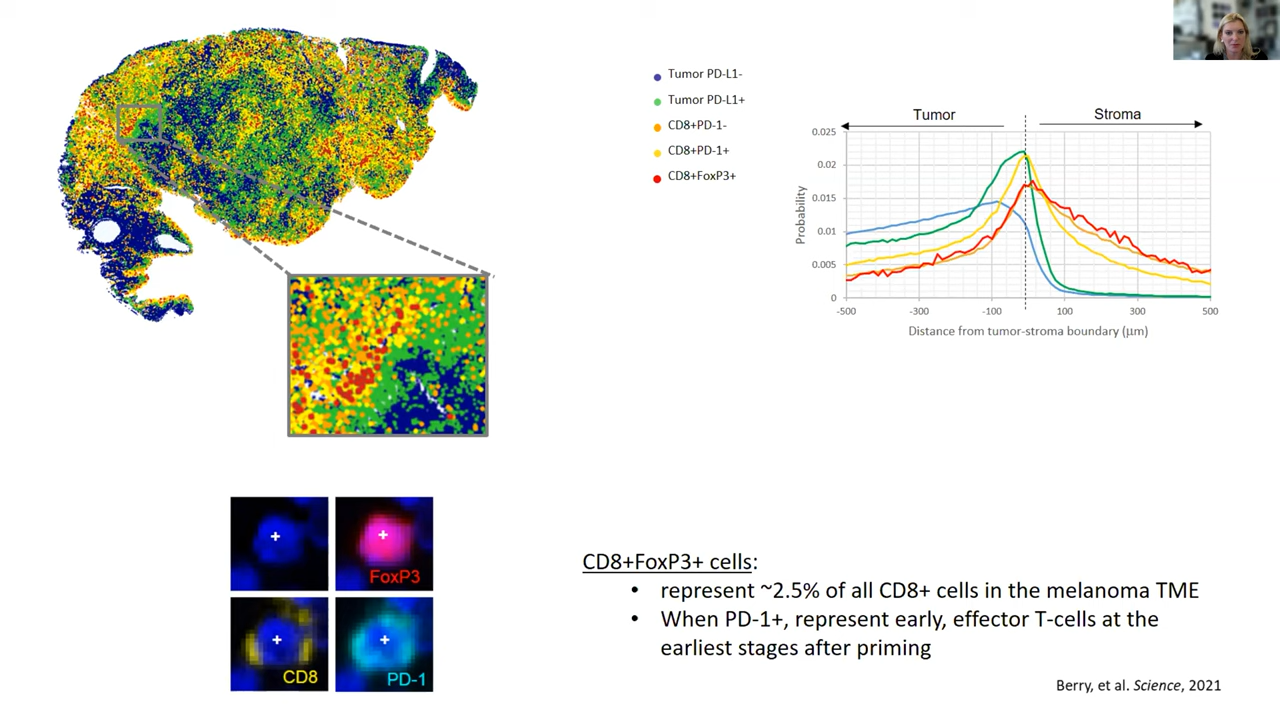 Tumor PD-L1-
Tumor PD-L1+
CD8+PD-1-
CD8+PD-1+
CD8+FoxP3+
Tumor
Stroma
Probability
0.025
0.02
0.015
0.01
0.005
0
-500
-300
-100
100
300
500
Distance from tumor-stroma boundary (µm)
FoxP3
CD8
PD-1
CD8+FoxP3+ cells:
• represent ~2.5% of all CD8+ cells in the melanoma TME
• When PD-1+, represent early, effector T-cells at the
earliest stages after priming
Berry, et al. Science, 2021